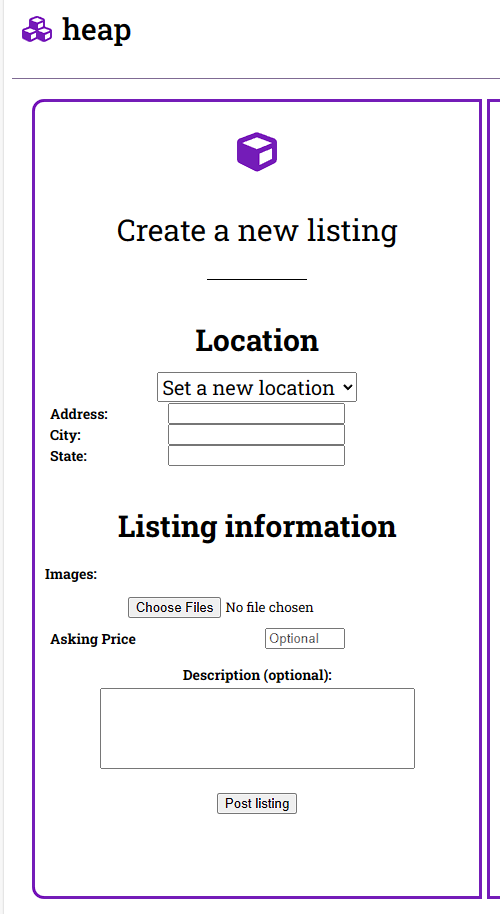 heap
Create a new listing
Location
Set a new location
Address:
City:
State:
Listing information
Images:
Choose Files No file chosen
Asking Price Optional
Description (optional):
Post listing